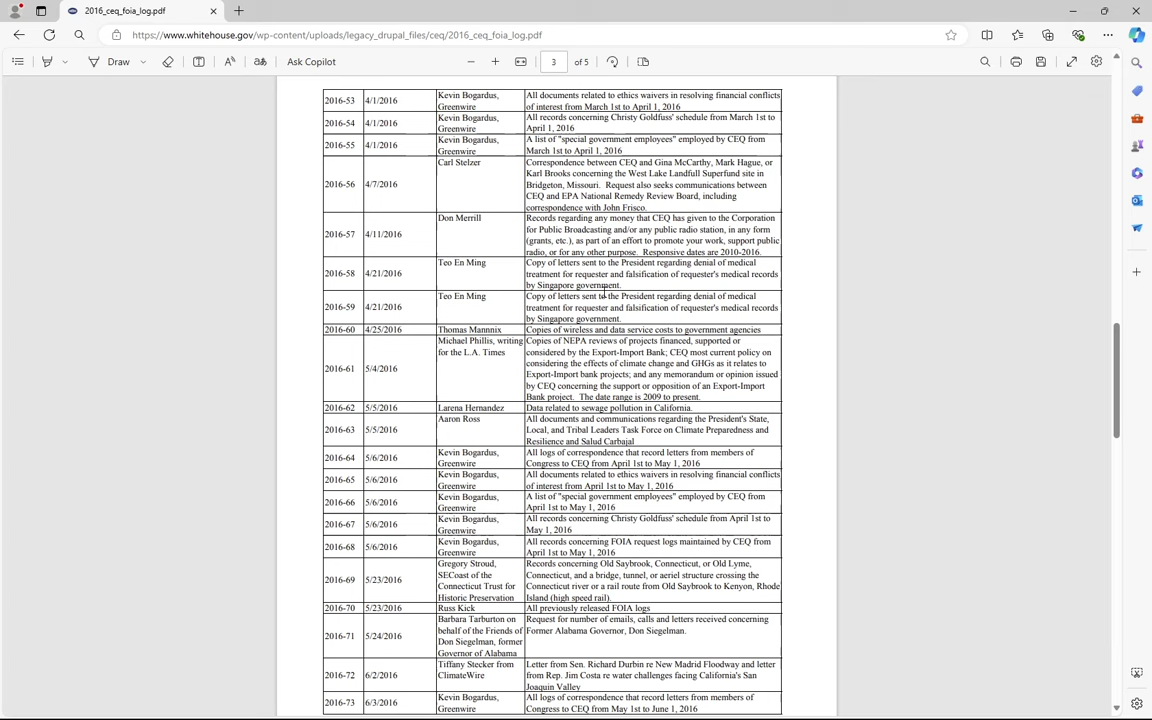 2016_ceq_foia_log.pdf
https://www.whitehouse.gov/wp-content/uploads/legacy_drupal_files/ceq/2016_ceq_foia_log.pdf
Draw
Ask Copilot
3 of 5
2016-53 4/1/2016 Kevin Bogardus, All documents related to ethics waivers in resolving financial conflicts
Greenwire of interest from March 1st to April 1, 2016
2016-54 4/1/2016 Kevin Bogardus, All records concerning Christy Goldfuss' schedule from March 1st to
Greenwire April 1, 2016
2016-55 4/1/2016 Kevin Bogardus, A list of "special government employees" employed by CEQ from
Greenwire March 1st to April 1, 2016
2016-56 4/7/2016 Carl Stelzer Correspondence between CEQ and Gina McCarthy, Mark Hague, or
Karl Brooks concerning the West Lake Landfill Superfund site in
Bridgeton, Missouri. Request also seeks communications between
CEQ and EPA National Remedy Review Board, including
correspondence with John Frisco.
2016-57 4/11/2016 Don Merrill Records regarding any money that CEQ has given to the Corporation
for Public Broadcasting and/or any public radio station, in any form
(grants, etc.), as part of an effort to promote your work, support public
radio, or for any other purpose. Responsive dates are 2010-2016.
2016-58 4/21/2016 Teo En Ming Copy of letters sent to the President regarding denial of medical
treatment for requester and falsification of requester's medical records
by Singapore government.
2016-59 4/21/2016 Teo En Ming Copy of letters sent to the President regarding denial of medical
treatment for requester and falsification of requester's medical records
by Singapore government.
2016-60 4/25/2016 Thomas Mannnix Copies of wireless and data service costs to government agencies
2016-61 5/4/2016 Michael Phillis, writing Copies of NEPA reviews of projects financed, supported or
for the L.A. Times considered by the Export-Import Bank; CEQ most current policy on
considering the effects of climate change and GHGs as it relates to
Export-Import bank projects; and any memorandum or opinion issued
by CEQ concerning the support or opposition of an Export-Import
Bank project. The date range is 2009 to present.
2016-62 5/5/2016 Larena Hernandez Data related to sewage pollution in California.
2016-63 5/5/2016 Aaron Ross All documents and communications regarding the President's State,
Local, and Tribal Leaders Task Force on Climate Preparedness and
Resilience and Salud Carbajal
2016-64 5/6/2016 Kevin Bogardus, All logs of correspondence that record letters from members of
Greenwire Congress to CEQ from April 1st to May 1, 2016
2016-65 5/6/2016 Kevin Bogardus, All documents related to ethics waivers in resolving financial conflicts
Greenwire of interest from April 1st to May 1, 2016
2016-66 5/6/2016 Kevin Bogardus, A list of "special government employees" employed by CEQ from
Greenwire April 1st to May 1, 2016
2016-67 5/6/2016 Kevin Bogardus, All records concerning Christy Goldfuss' schedule from April 1st to
Greenwire May 1, 2016
2016-68 5/6/2016 Kevin Bogardus, All records concerning FOIA request logs maintained by CEQ from
Greenwire April 1st to May 1, 2016
2016-69 5/23/2016 Gregory Stroud, Records concerning Old Saybrook, Connecticut, or Old Lyme,
SECoast of the Connecticut, and a bridge, tunnel, or aeriel structure crossing the
Connecticut Trust for Connecticut river or a rail route from Old Saybrook to Kenyon, Rhode
Historic Preservation Island (high speed rail).
2016-70 5/23/2016 Russ Kick All previously released FOIA logs
2016-71 5/24/2016 Barbara Tarburton on Request for number of emails, calls and letters received concerning
behalf of the Friends of Former Alabama Governor, Don Siegelman.
Don Siegelman, former
Governor of Alabama
2016-72 6/2/2016 Tiffany Stecker from Letter from Sen. Richard Durbin re New Madrid Floodway and letter
ClimateWire from Rep. Jim Costa re water challenges facing California's San
Joaquin Valley
2016-73 6/3/2016 Kevin Bogardus, All logs of correspondence that record letters from members of
Greenwire Congress to CEQ from May 1st to June 1, 2016